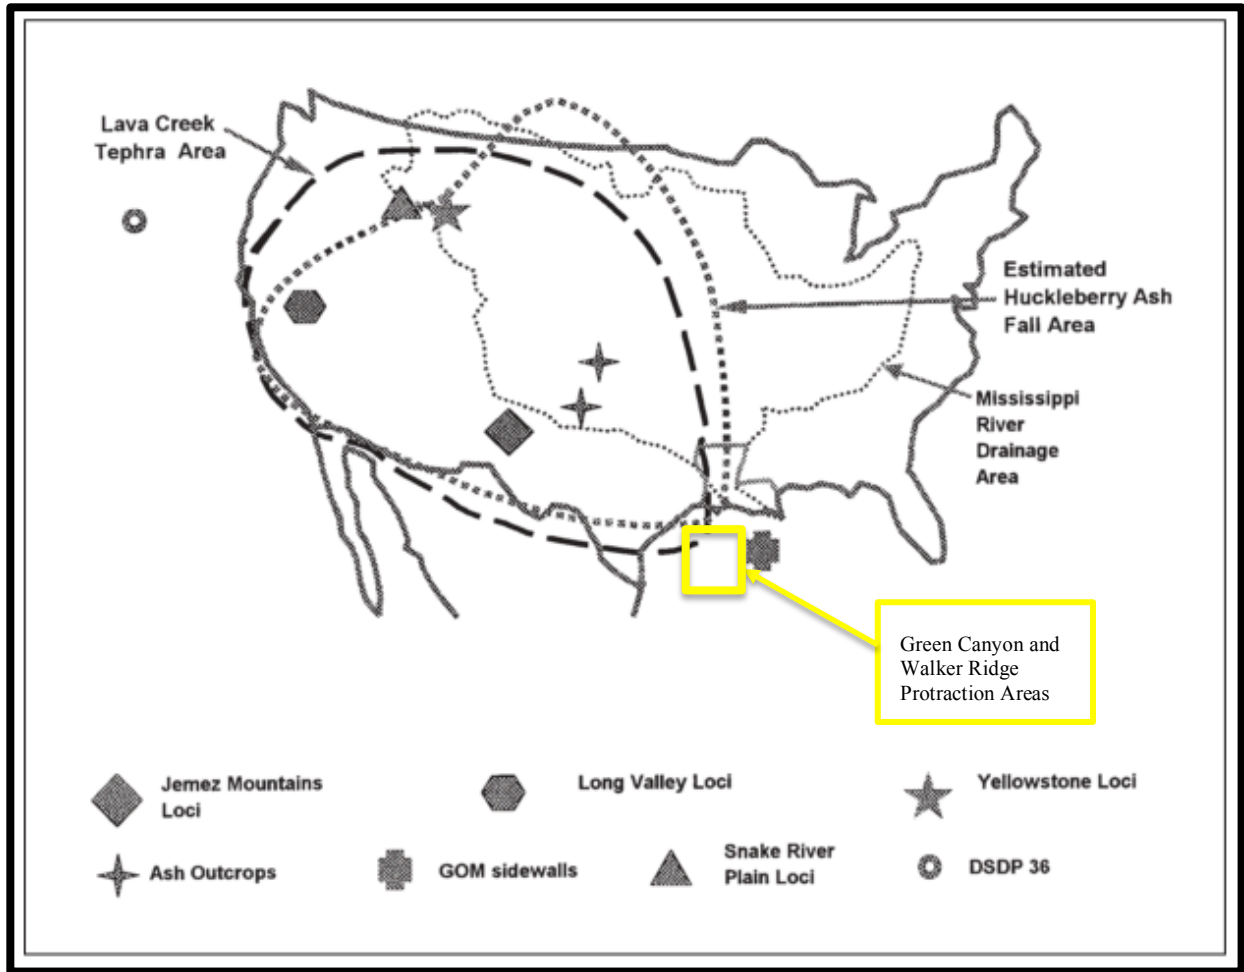 Lava Creek
Tephra Area
Estimated
Huckleberry Ash
Fall Area
Mississippi
River
Drainage
Area
Green Canyon and
Walker Ridge
Protraction Areas
Jemez Mountains
Loci
Long Valley Loci
Yellowstone Loci
Ash Outcrops
GOM sidewalls
Snake River
Plain Loci
DSDP 36